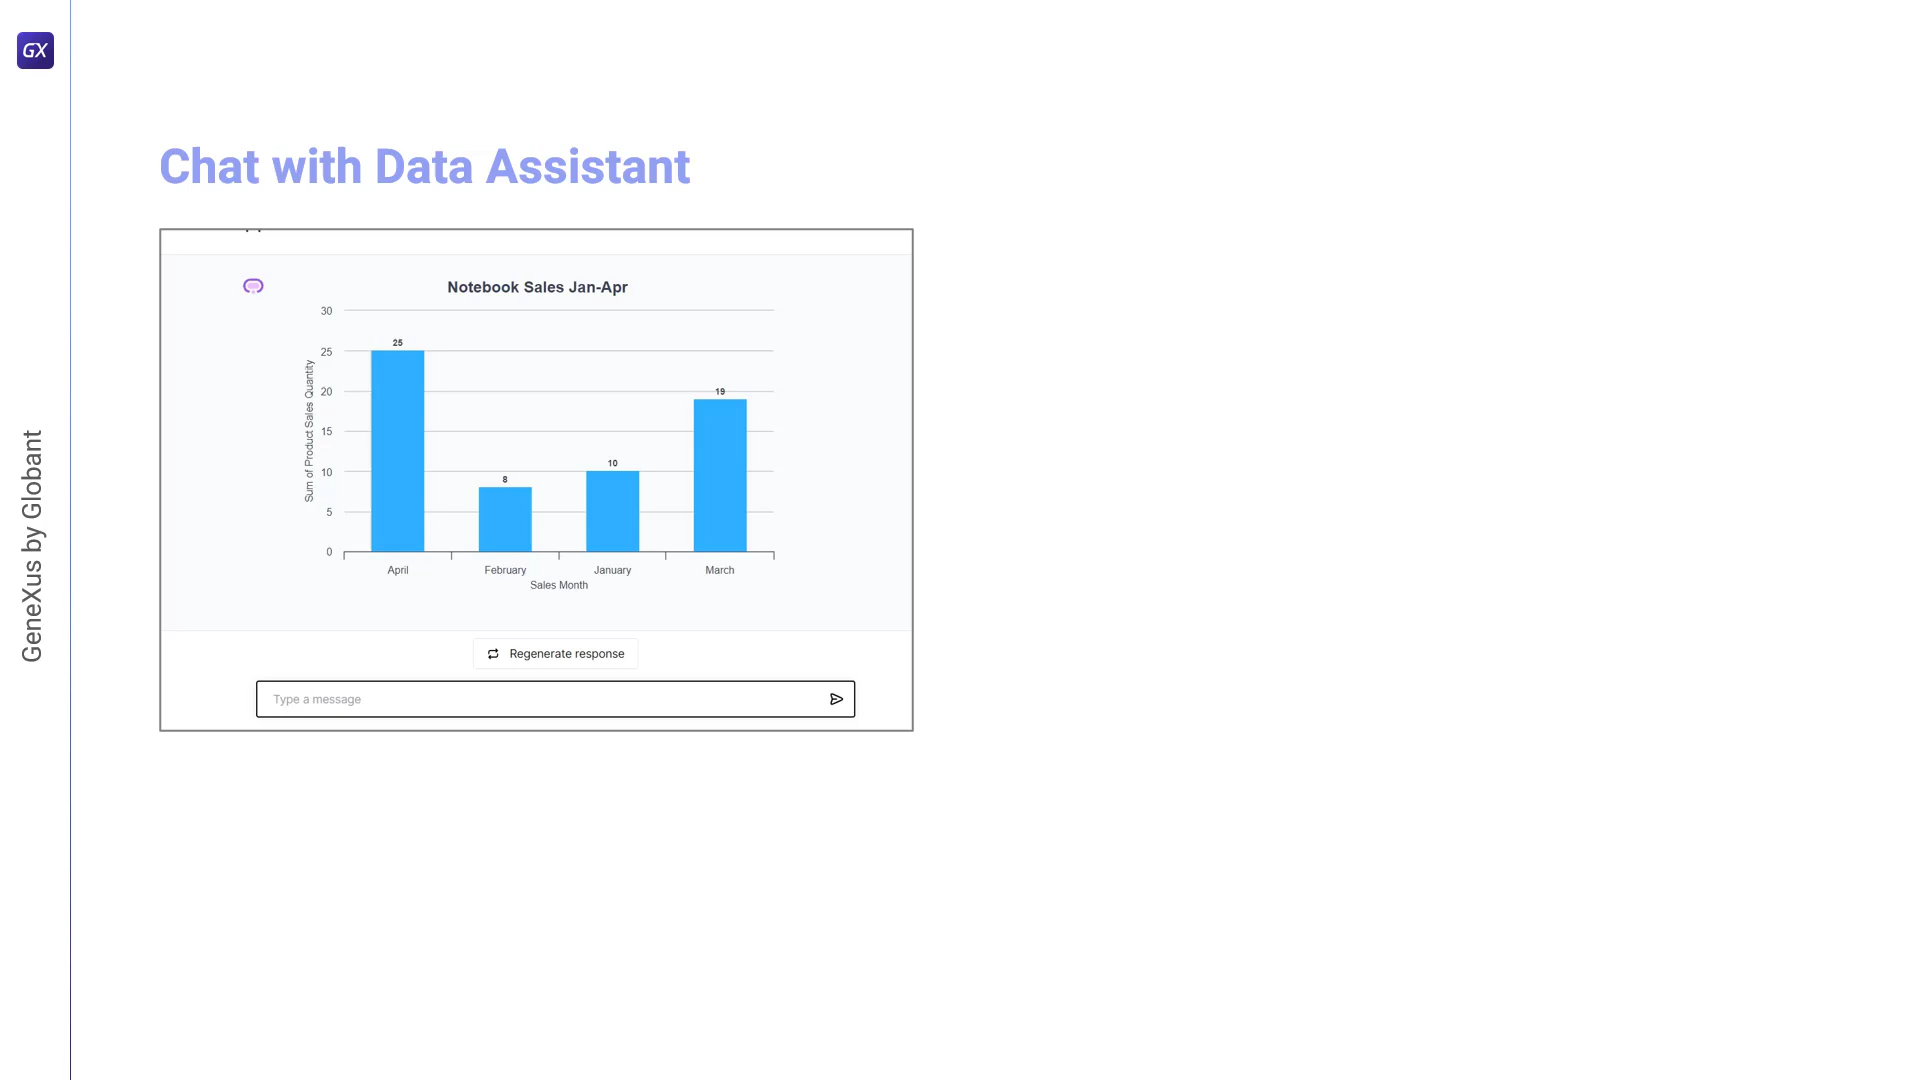 GX
GeneXus by Globant
Chat with Data Assistant
Notebook Sales Jan-Apr
Sum of Product Sales Quantity
30
25
20
15
10
5
0
25
8
10
19
April February January March
Sales Month
Regenerate response
Type a message